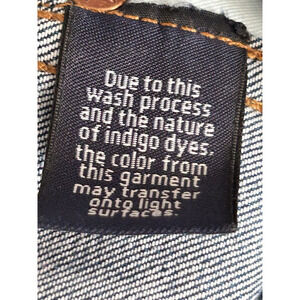 Due to this
wash process
and the nature
of indigo dyes,
the color from
this garment
may transfer
onto light
surfaces.